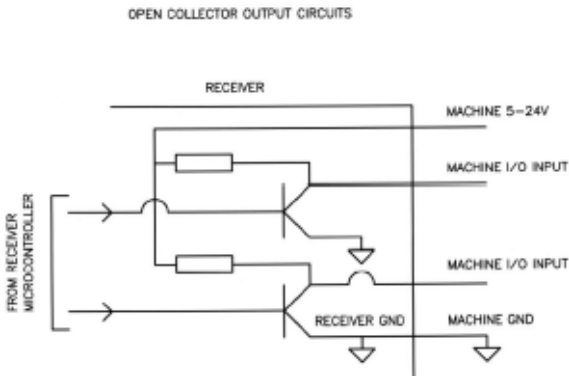 OPEN COLLECTOR OUTPUT CIRCUITS
RECEIVER
MACHINE 5-24V
MACHINE I/O INPUT
FROM RECEIVER
MICROCONTROLLER
MACHINE I/O INPUT
RECEIVER GND
MACHINE GND